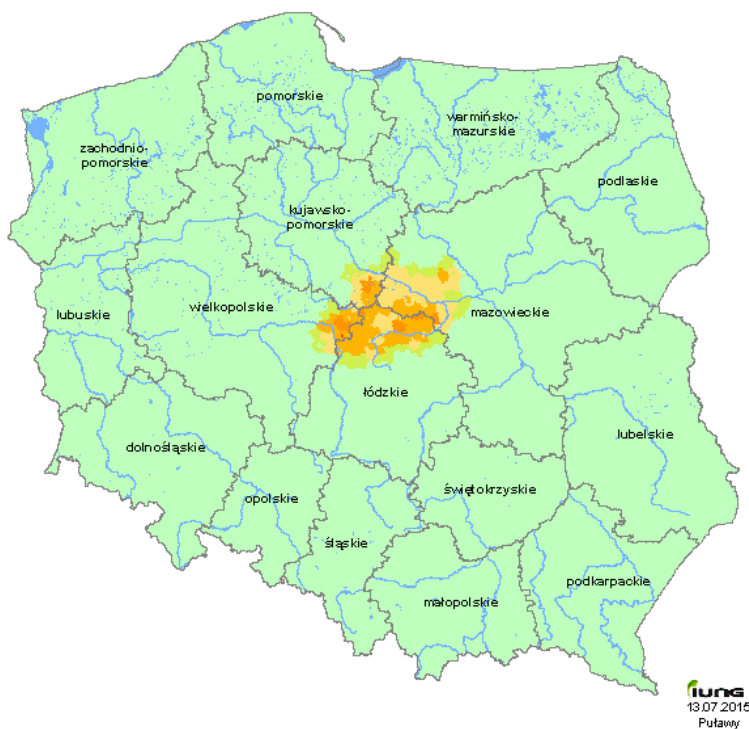 pomorskie
warmińsko-
mazurskie
zachodnio-
pomorskie
podlaskie
kujawsko-
pomorskie
lubuskie
wielkopolskie
mazowieckie
łódzkie
dolnośląskie
lubelskie
opolskie
świętokrzyskie
śląskie
podkarpackie
małopolskie
iung
13.07.2015
Puławy